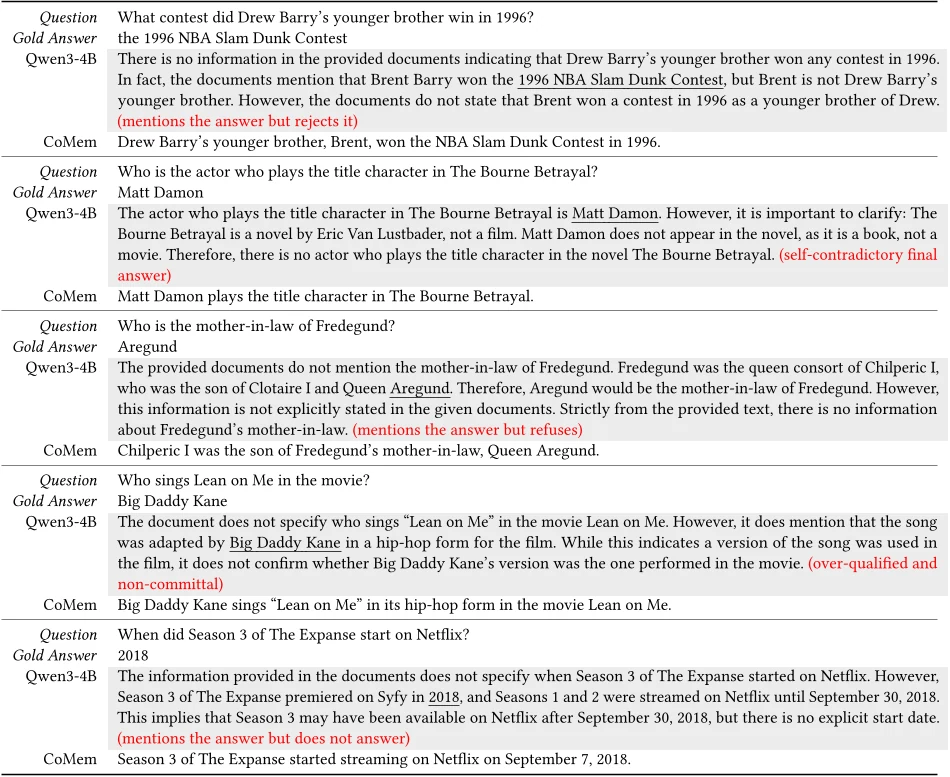 Question What contest did Drew Barry's younger brother win in 1996?
Gold Answer the 1996 NBA Slam Dunk Contest
Qwen3-4B There is no information in the provided documents indicating that Drew Barry's younger brother won any contest in 1996.
In fact, the documents mention that Brent Barry won the 1996 NBA Slam Dunk Contest, but Brent is not Drew Barry's
younger brother. However, the documents do not state that Brent won a contest in 1996 as a younger brother of Drew.
(mentions the answer but rejects it)
CoMem Drew Barry's younger brother, Brent, won the NBA Slam Dunk Contest in 1996.
Question Who is the actor who plays the title character in The Bourne Betrayal?
Gold Answer Matt Damon
Qwen3-4B The actor who plays the title character in The Bourne Betrayal is Matt Damon. However, it is important to clarify: The
Bourne Betrayal is a novel by Eric Van Lustbader, not a film. Matt Damon does not appear in the novel, as it is a book, not a
movie. Therefore, there is no actor who plays the title character in the novel The Bourne Betrayal. (self-contradictory final
answer)
CoMem Matt Damon plays the title character in The Bourne Betrayal.
Question Who is the mother-in-law of Fredegund?
Gold Answer Aregund
Qwen3-4B The provided documents do not mention the mother-in-law of Fredegund. Fredegund was the queen consort of Chilperic I,
who was the son of Clotaire I and Queen Aregund. Therefore, Aregund would be the mother-in-law of Fredegund. However,
this information is not explicitly stated in the given documents. Strictly from the provided text, there is no information
about Fredegund's mother-in-law. (mentions the answer but refuses)
CoMem Chilperic I was the son of Fredegund's mother-in-law, Queen Aregund.
Question Who sings Lean on Me in the movie?
Gold Answer Big Daddy Kane
Qwen3-4B The document does not specify who sings "Lean on Me" in the movie Lean on Me. However, it does mention that the song
was adapted by Big Daddy Kane in a hip-hop form for the film. While this indicates a version of the song was used in
the film, it does not confirm whether Big Daddy Kane's version was the one performed in the movie. (over-qualified and
non-committal)
CoMem Big Daddy Kane sings "Lean on Me" in its hip-hop form in the movie Lean on Me.
Question When did Season 3 of The Expanse start on Netflix?
Gold Answer 2018
Qwen3-4B The information provided in the documents does not specify when Season 3 of The Expanse started on Netflix. However,
Season 3 of The Expanse premiered on Syfy in 2018, and Seasons 1 and 2 were streamed on Netflix until September 30, 2018.
This implies that Season 3 may have been available on Netflix after September 30, 2018, but there is no explicit start date.
(mentions the answer but does not answer)
CoMem Season 3 of The Expanse started streaming on Netflix on September 7, 2018.